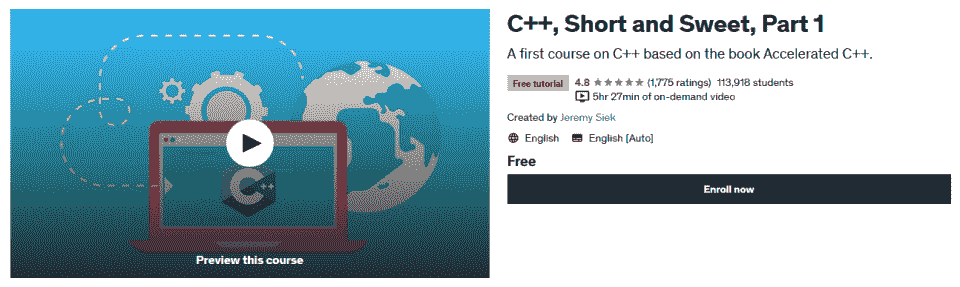 C++
Preview this course
C++, Short and Sweet, Part 1
A first course on C++ based on the book Accelerated C++.
Free tutorial 4.8 ★★★★★ (1,775 ratings) 113,918 students
5hr 27min of on-demand video
Created by Jeremy Siek
English English [Auto]
Free
Enroll now